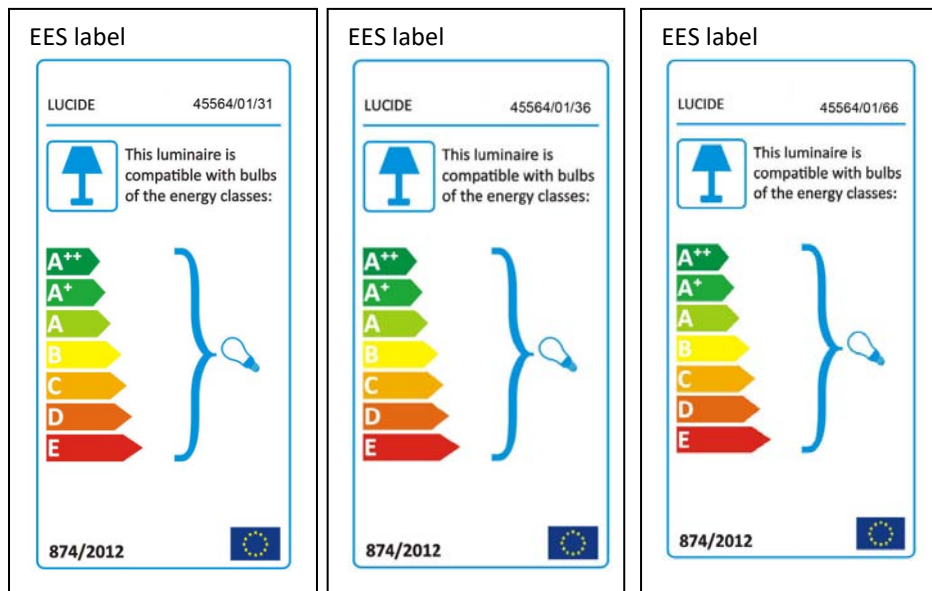 EES label
LUCIDE 45564/01/31
This luminaire is
compatible with bulbs
of the energy classes:
A++
A+
A
B
C
D
E
874/2012
EES label
LUCIDE 45564/01/36
This luminaire is
compatible with bulbs
of the energy classes:
A++
A+
A
B
C
D
E
874/2012
EES label
LUCIDE 45564/01/66
This luminaire is
compatible with bulbs
of the energy classes:
A++
A+
A
B
C
D
E
874/2012